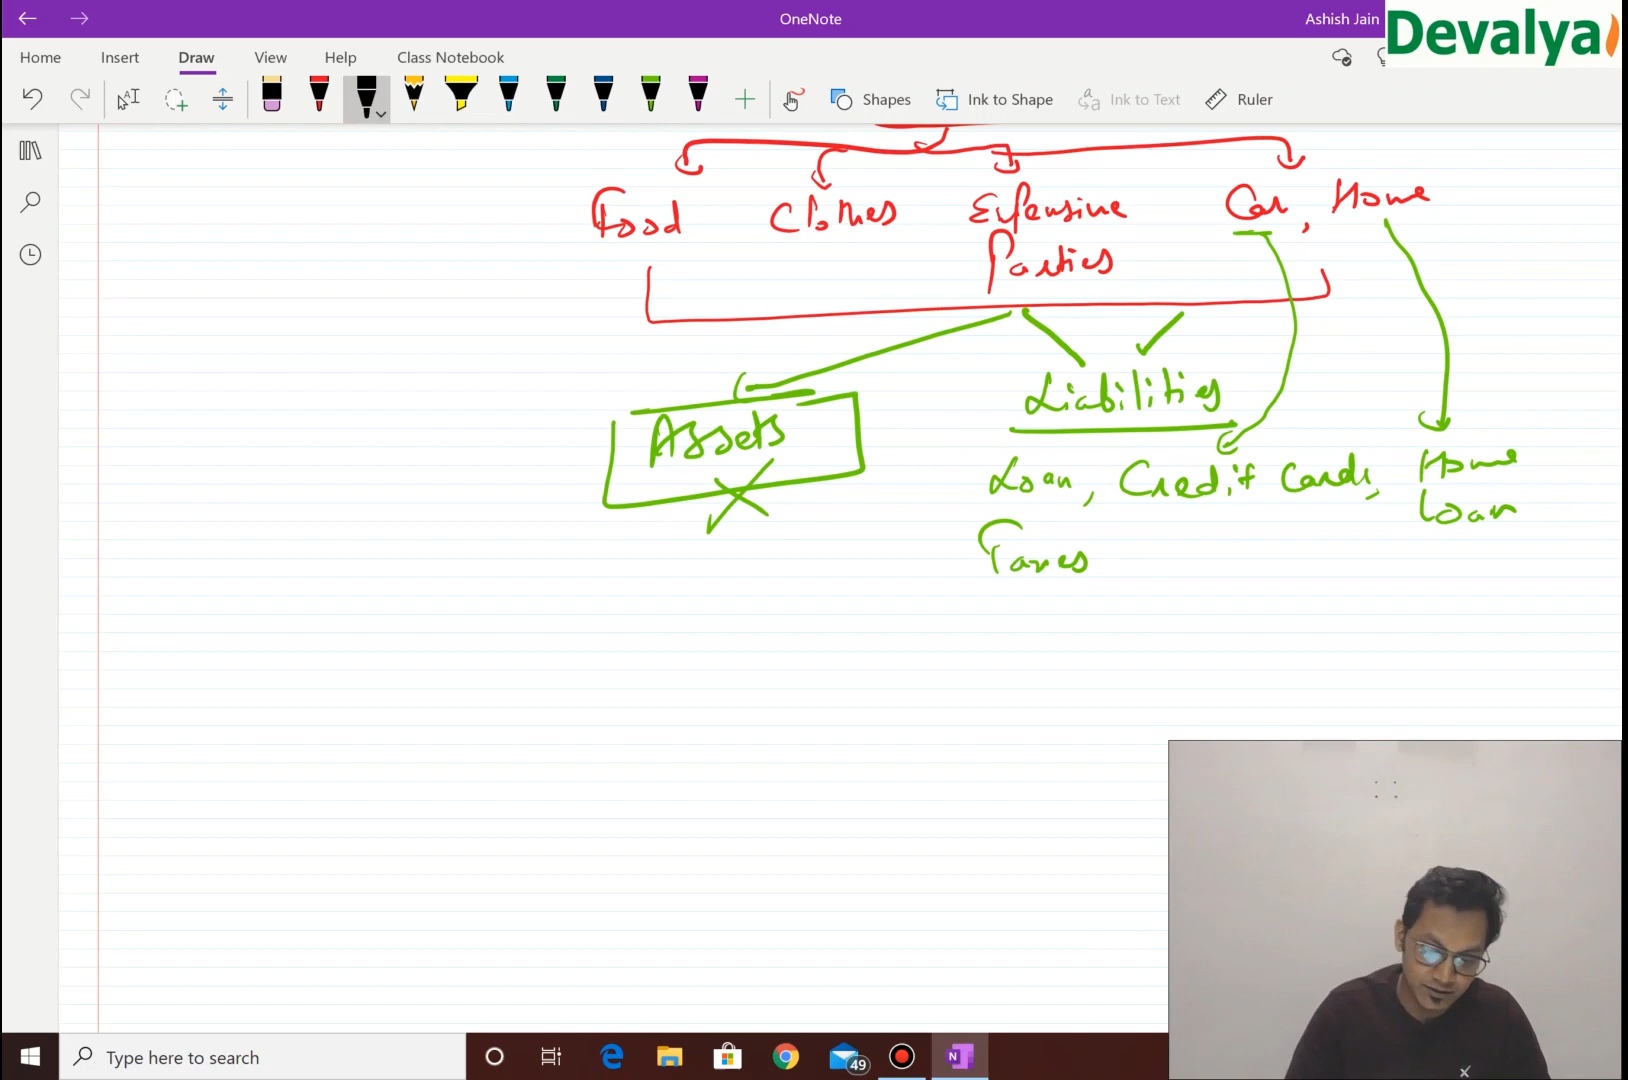 OneNote
Ashish Jain
Devalya
Home Insert Draw View Help Class Notebook
Shapes Ink to Shape Ink to Text Ruler
Food Clothes Expensive Car, Home
Parties
Assets
Liabilities
Loan, Credit Cards, Home
Loan
Taxes
Type here to search
49